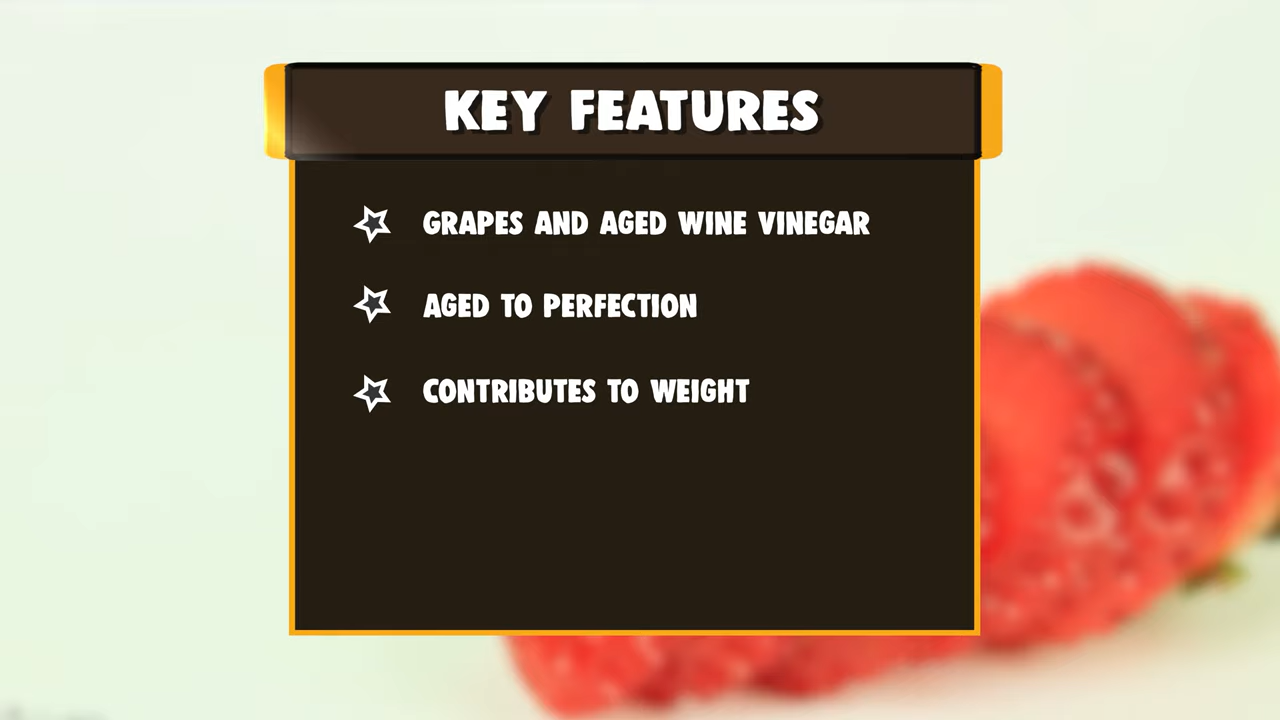 KEY FEATURES
GRAPES AND AGED WINE VINEGAR
AGED TO PERFECTION
CONTRIBUTES TO WEIGHT